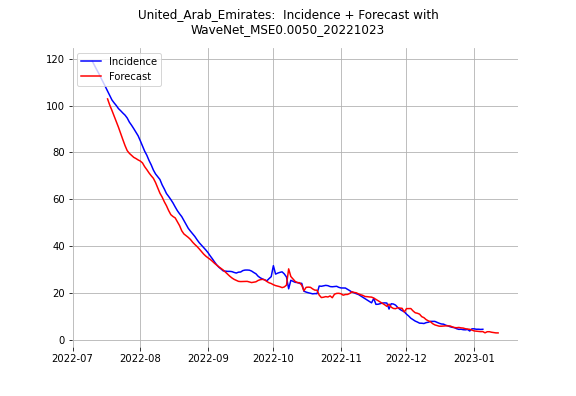 United_Arab_Emirates:  Incidence + Forecast with
WaveNet_MSE0.0050_20221023
Incidence
Forecast
120
100
80
60
40
20
0
2022-07 2022-08 2022-09 2022-10 2022-11 2022-12 2023-01